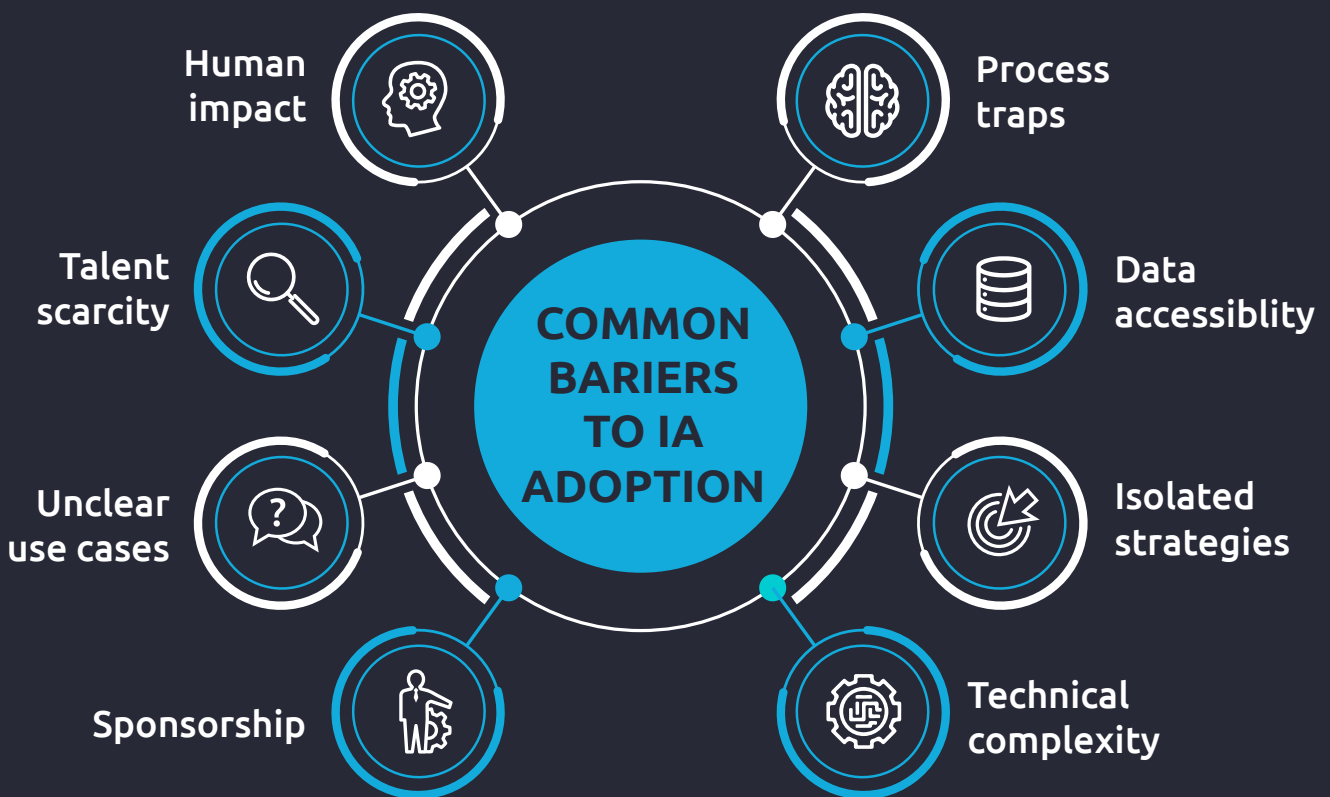 Human
impact
Process
traps
Talent
scarcity
Data
accessiblity
COMMON
BARIERS
TO IA
ADOPTION
Unclear
use cases
?
Isolated
strategies
Sponsorship
Technical
complexity